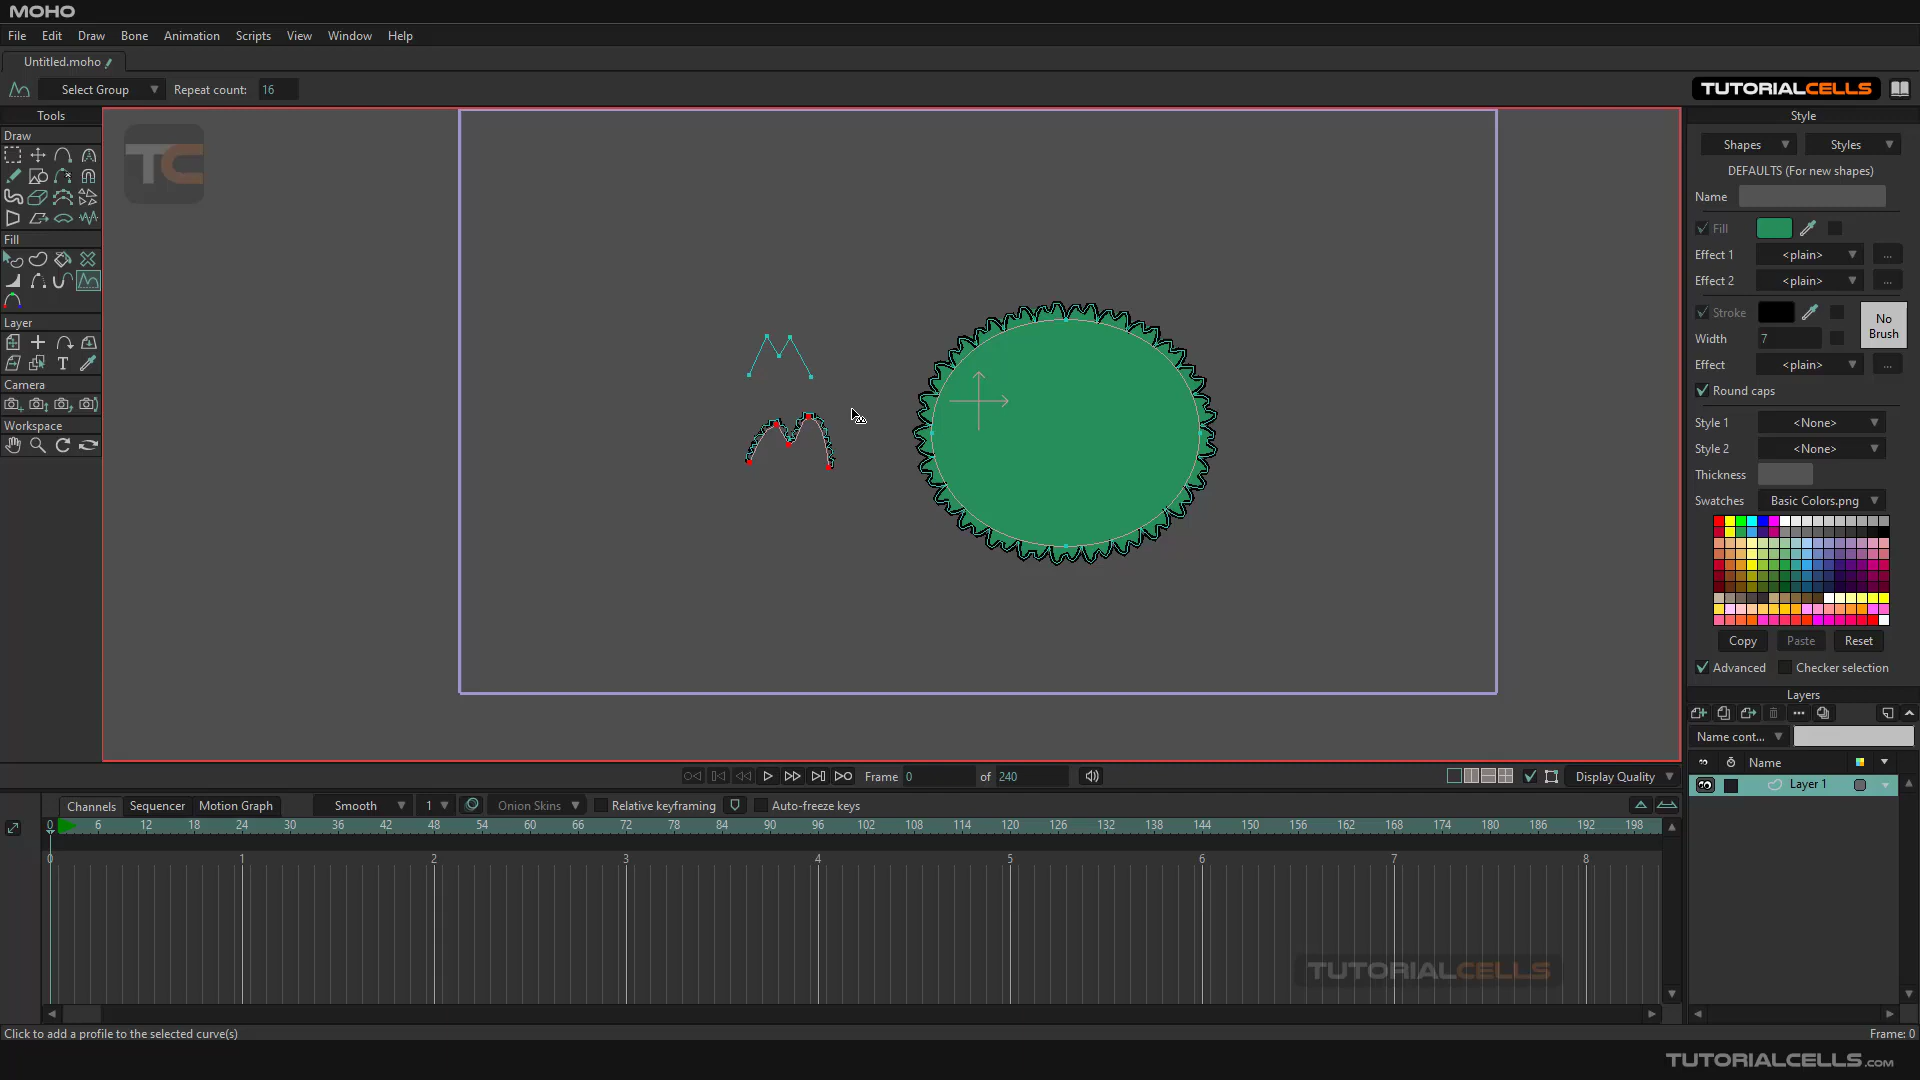 MOHO
File Edit Draw Bone Animation Scripts View Window Help
Untitled.moho
Select Group Repeat count: 16
TUTORIALCELLS
Tools
Draw
Fill
Layer
Camera
Workspace
TC
Style
Shapes Styles
DEFAULTS (For new shapes)
Name
Fill
Effect 1 <plain> ...
Effect 2 <plain> ...
Stroke
No Brush
Width 7
Effect <plain> ...
Round caps
Style 1 <None>
Style 2 <None>
Thickness
Swatches Basic Colors.png
Copy Paste Reset
Advanced Checker selection
Layers
Name cont...
Name
Layer 1
Frame 0 of 240
Display Quality
Channels Sequencer Motion Graph Smooth 1 Onion Skins Relative keyframing Auto-freeze keys
0 6 12 18 24 30 36 42 48 54 60 66 72 78 84 90 96 102 108 114 120 126 132 138 144 150 156 162 168 174 180 186 192 198
0 1 2 3 4 5 6 7 8
TUTORIALCELLS
Click to add a profile to the selected curve(s)
Frame: 0
TUTORIALCELLS.COM